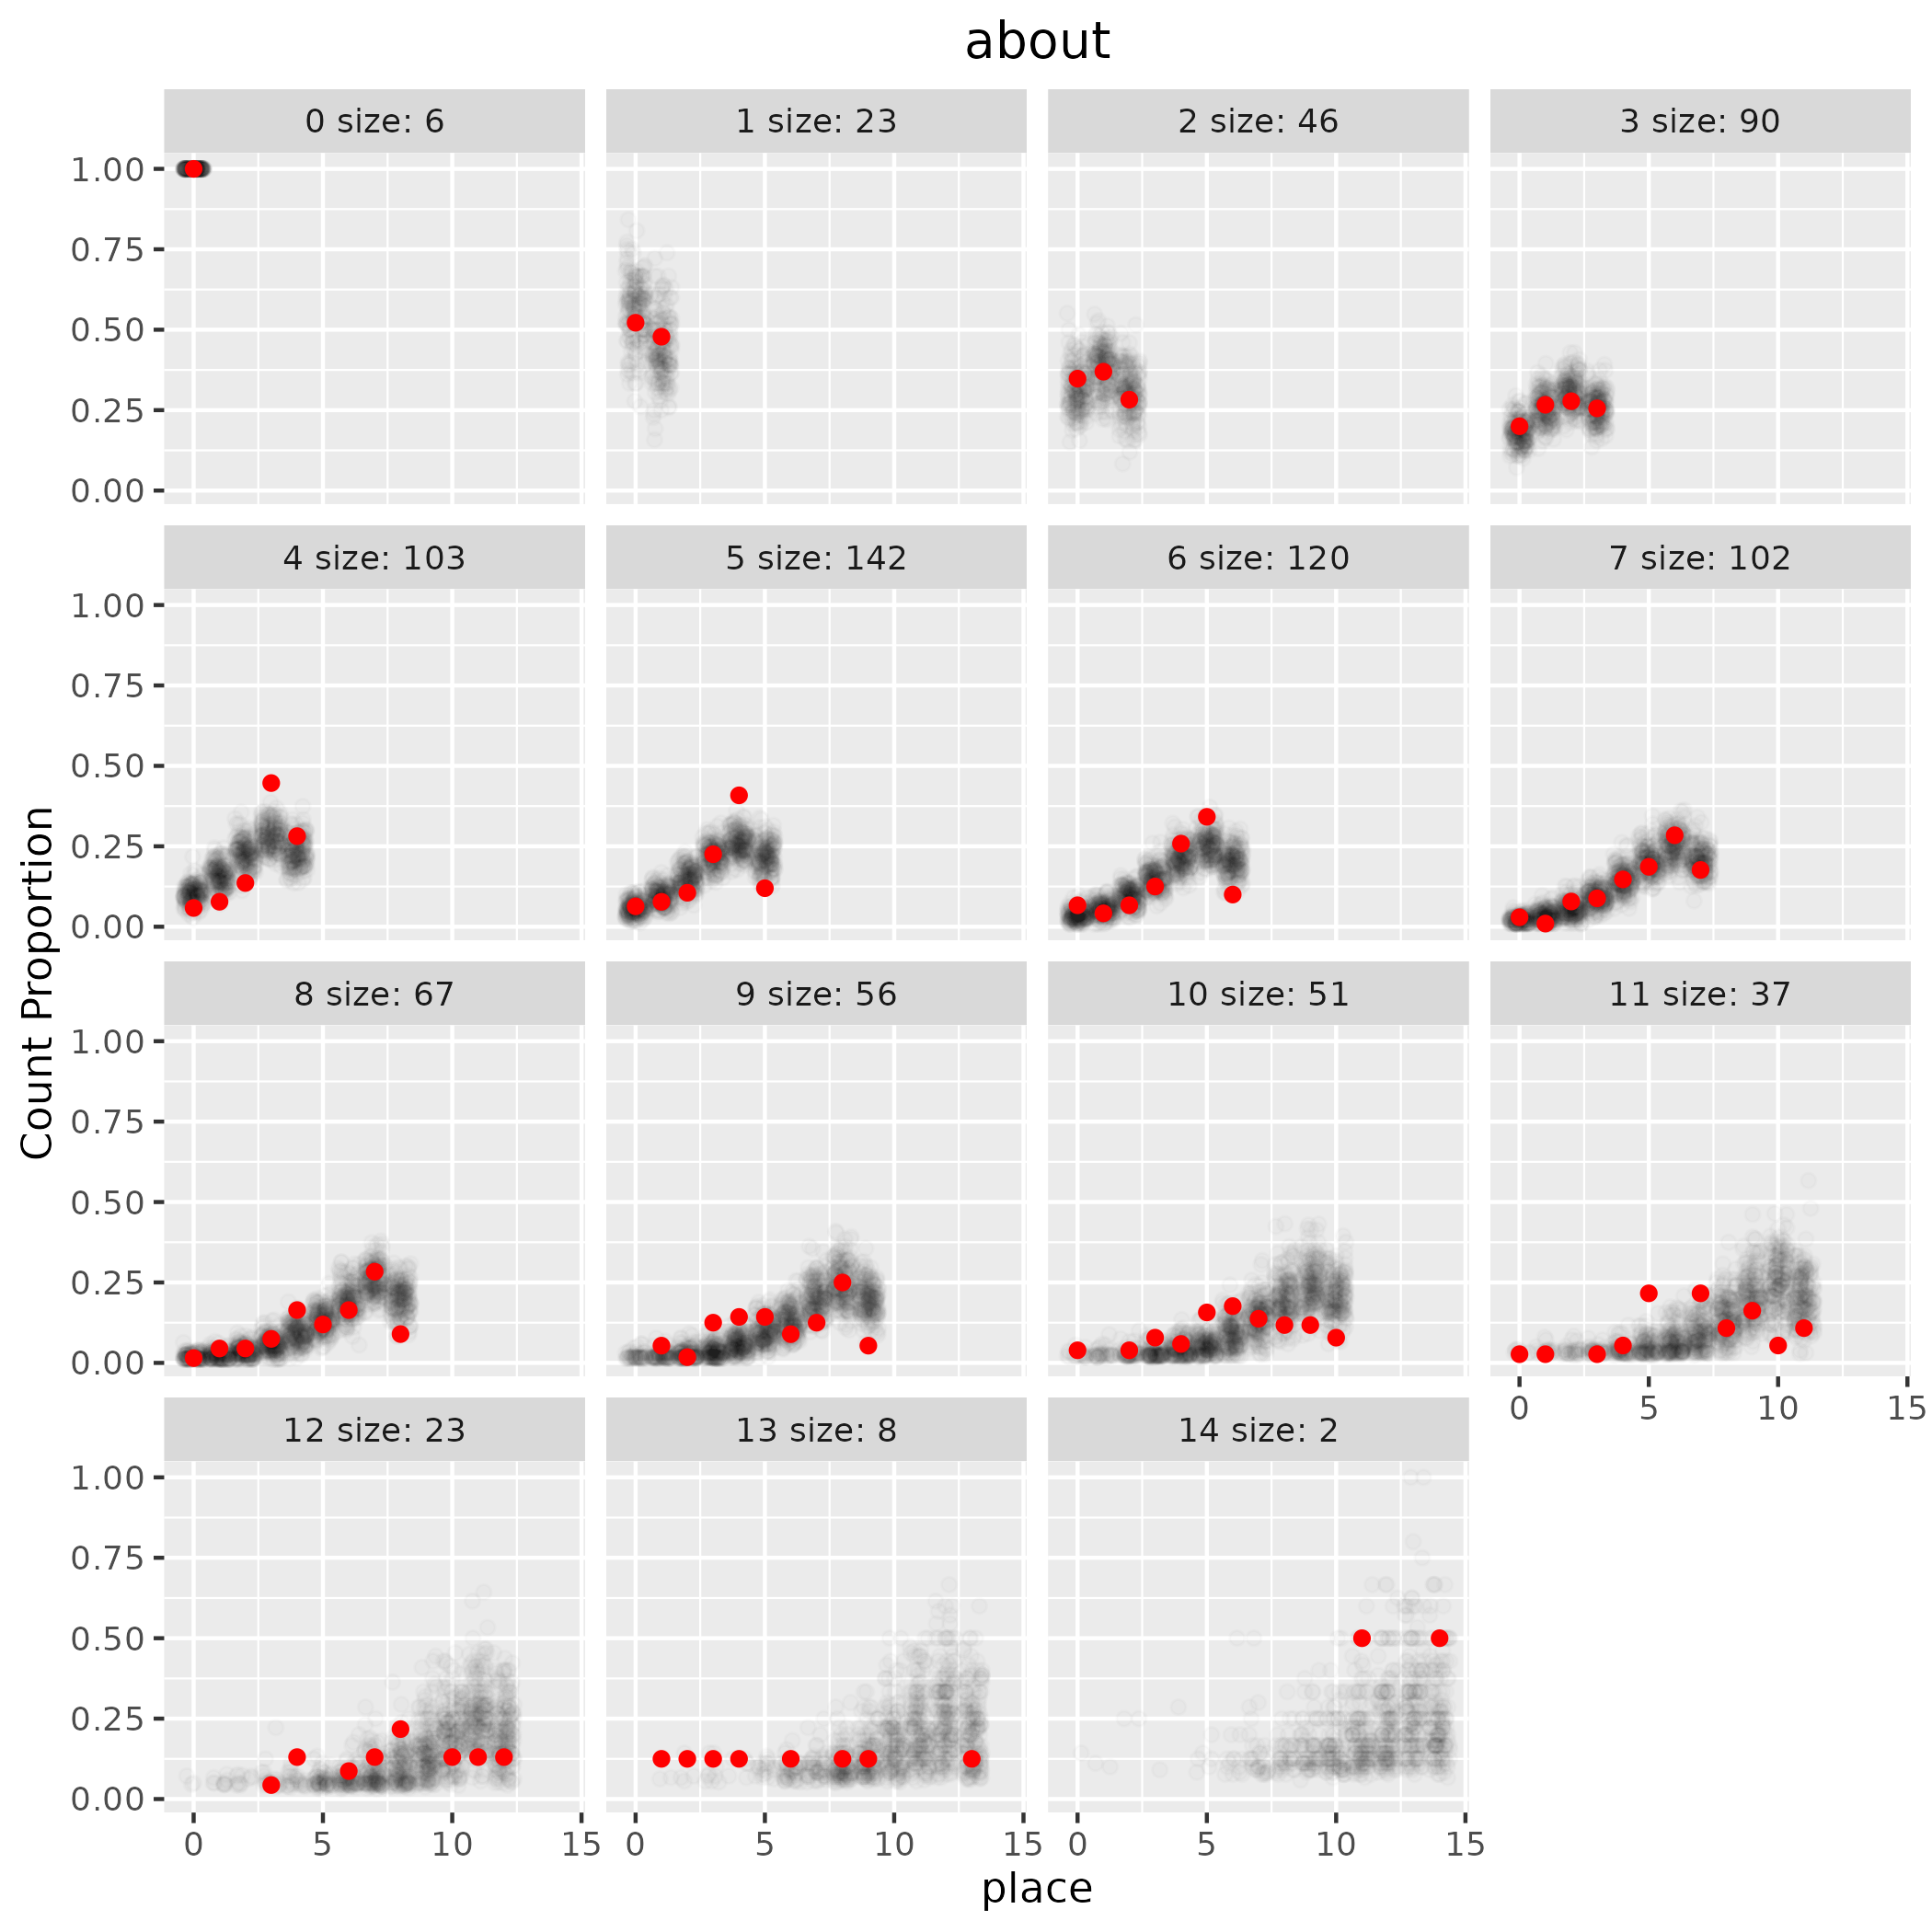 about
0 size: 6
1 size: 23
2 size: 46
3 size: 90
1.00
0.75
0.50
0.25
0.00
4 size: 103
5 size: 142
6 size: 120
7 size: 102
1.00
0.75
0.50
0.25
0.00
Count Proportion
8 size: 67
9 size: 56
10 size: 51
11 size: 37
1.00
0.75
0.50
0.25
0.00
0 5 10 15
12 size: 23
13 size: 8
14 size: 2
1.00
0.75
0.50
0.25
0.00
0 5 10 15
0 5 10 15
0 5 10 15
place